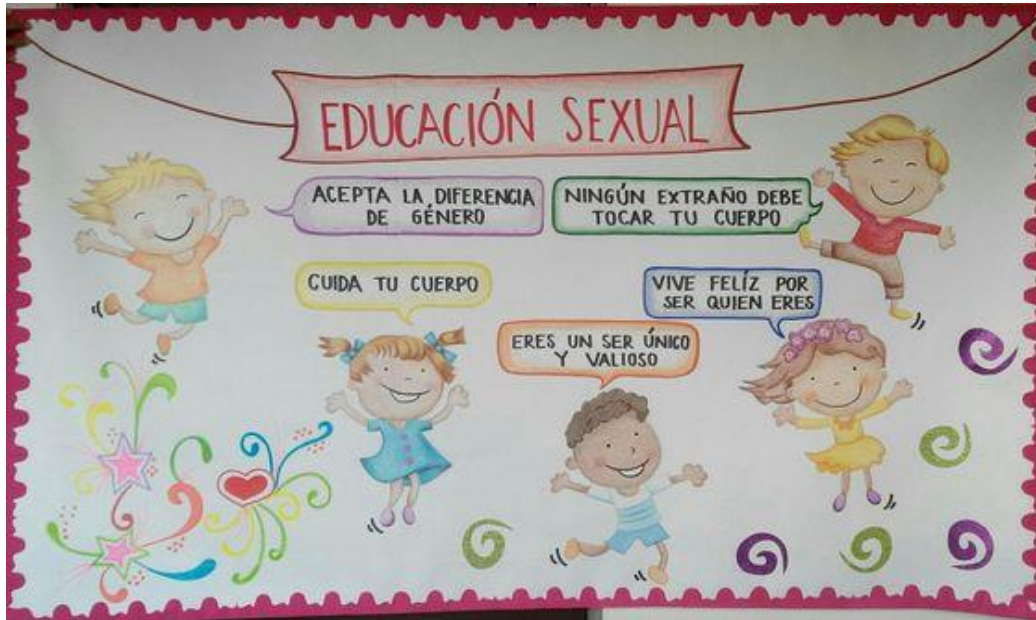 EDUCACIÓN SEXUAL
ACEPTA LA DIFERENCIA
DE GÉNERO
NINGÚN EXTRAÑO DEBE
TOCAR TU CUERPO
CUIDA TU CUERPO
VIVE FELÍZ POR
SER QUIEN ERES
ERES UN SER ÚNICO
Y VALIOSO